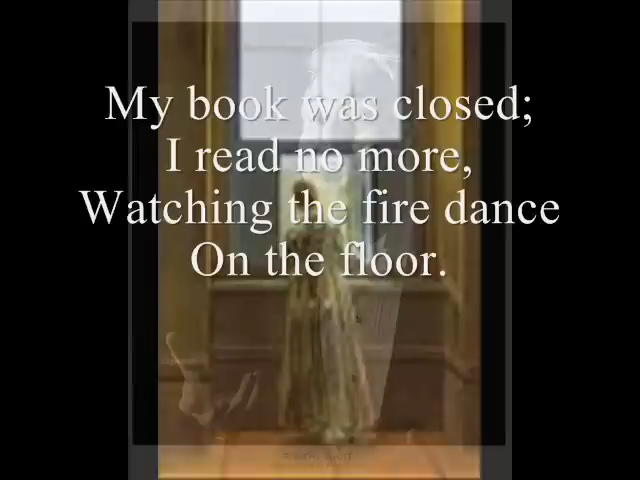 My book was closed;
I read no more,
Watching the fire dance
On the floor.